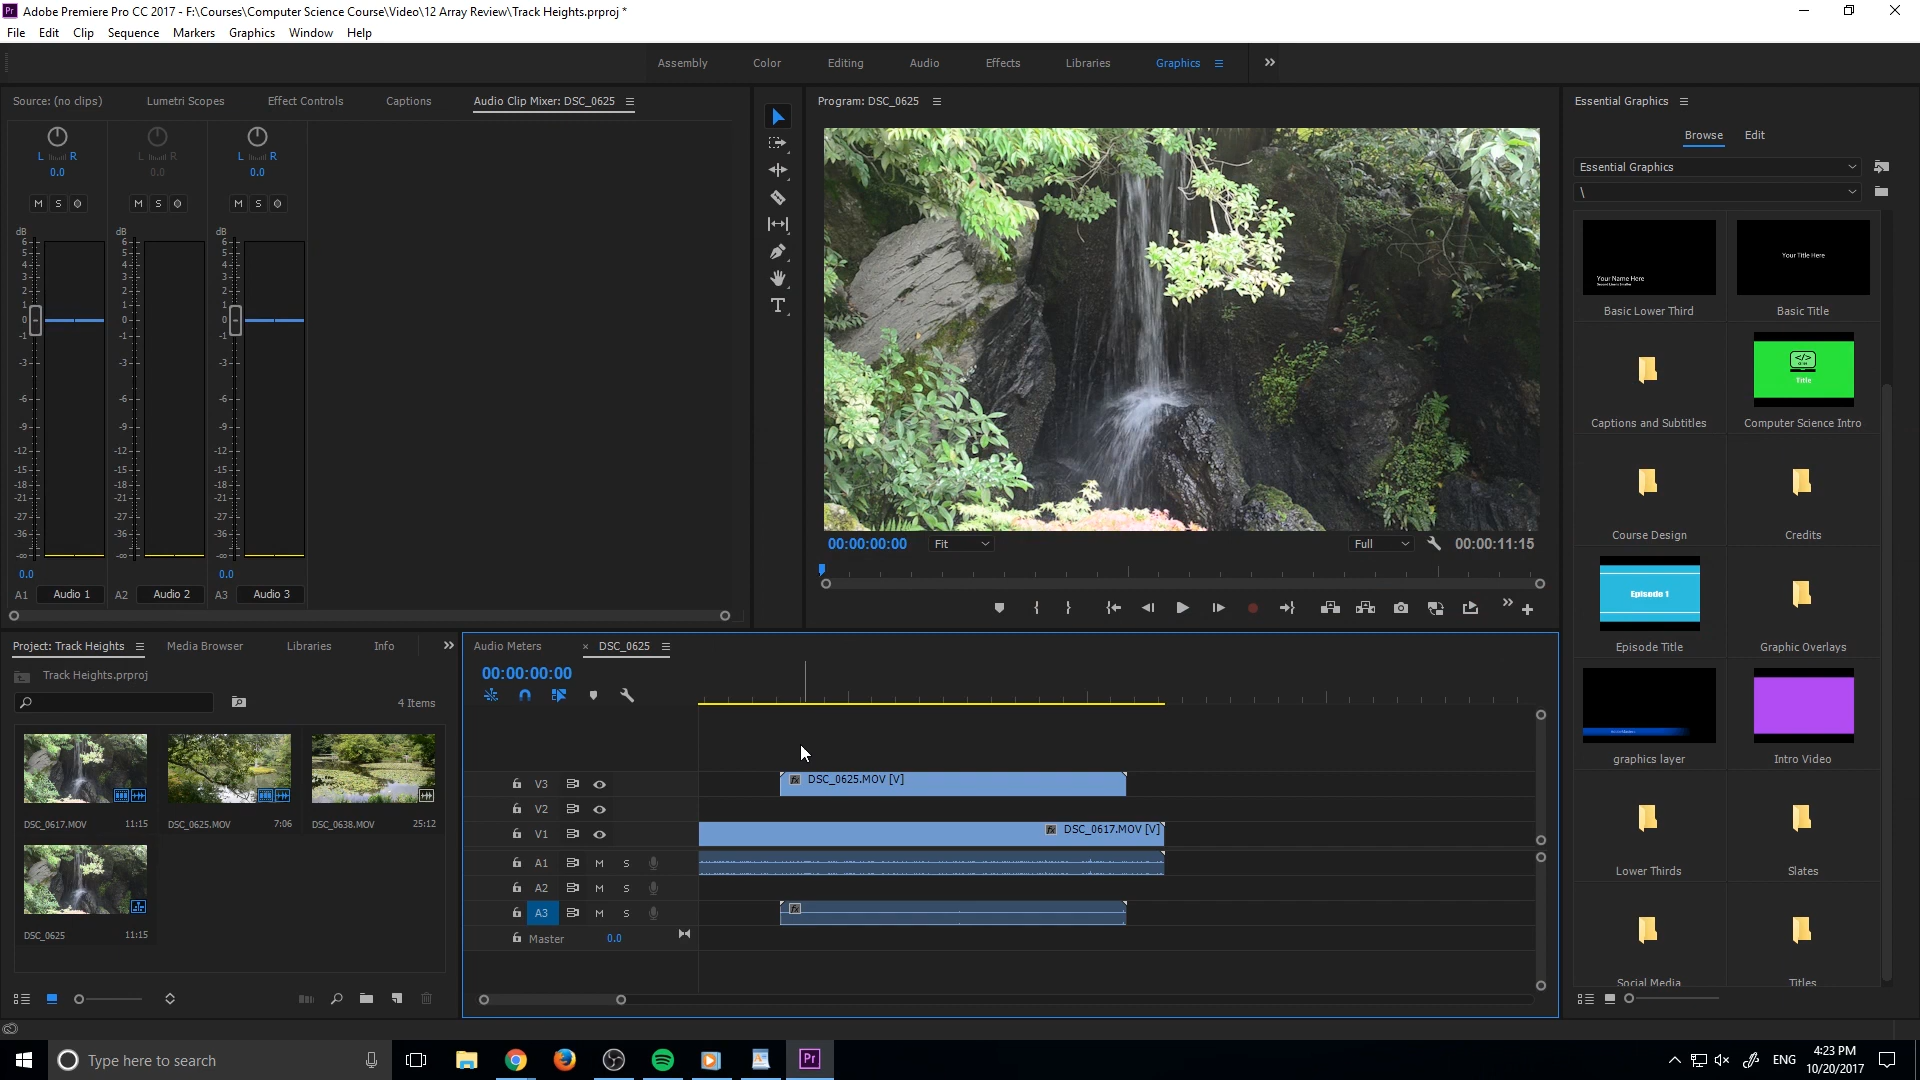 Adobe Premiere Pro CC 2017 - F:\Courses\Computer Science Course\Video\12 Array Review\Track Heights.prproj *
File Edit Clip Sequence Markers Graphics Window Help
Assembly Color Editing Audio Effects Libraries Graphics
Source: (no clips) Lumetri Scopes Effect Controls Captions Audio Clip Mixer: DSC_0625
L R L R L R
0.0 0.0 0.0
M S M S M S
dB dB dB
6 6 6
5 5 5
4 4 4
3 3 3
2 2 2
1 1 1
0 0 0
-1 -1 -1
-3 -3 -3
-6 -6 -6
-9 -9 -9
-12 -12 -12
-15 -15 -15
-18 -18 -18
-21 -21 -21
-27 -27 -27
-36 -36 -36
-∞ -∞ -∞
0.0 0.0
A1 Audio 1 A2 Audio 2 A3 Audio 3
T
Program: DSC_0625
00:00:00:00 Fit Full 00:00:11:15
Essential Graphics
Browse Edit
Essential Graphics
\
Your Name Here
Your Title Here
Basic Lower Third Basic Title
Title
Captions and Subtitles Computer Science Intro
Course Design Credits
Episode 1
Episode Title Graphic Overlays
graphics layer Intro Video
Lower Thirds Slates
Social Media Titles
Project: Track Heights Media Browser Libraries Info
Track Heights.prproj
4 Items
DSC_0617.MOV 11:15 DSC_0625.MOV 7:06 DSC_0638.MOV 25:12
DSC_0625 11:15
Audio Meters × DSC_0625
00:00:00:00
V3 fx DSC_0625.MOV [V]
V2
V1 fx DSC_0617.MOV [V]
A1 M S
A2 M S
A3 M S fx
Master 0.0
Type here to search
Pr
ENG
4:23 PM
10/20/2017